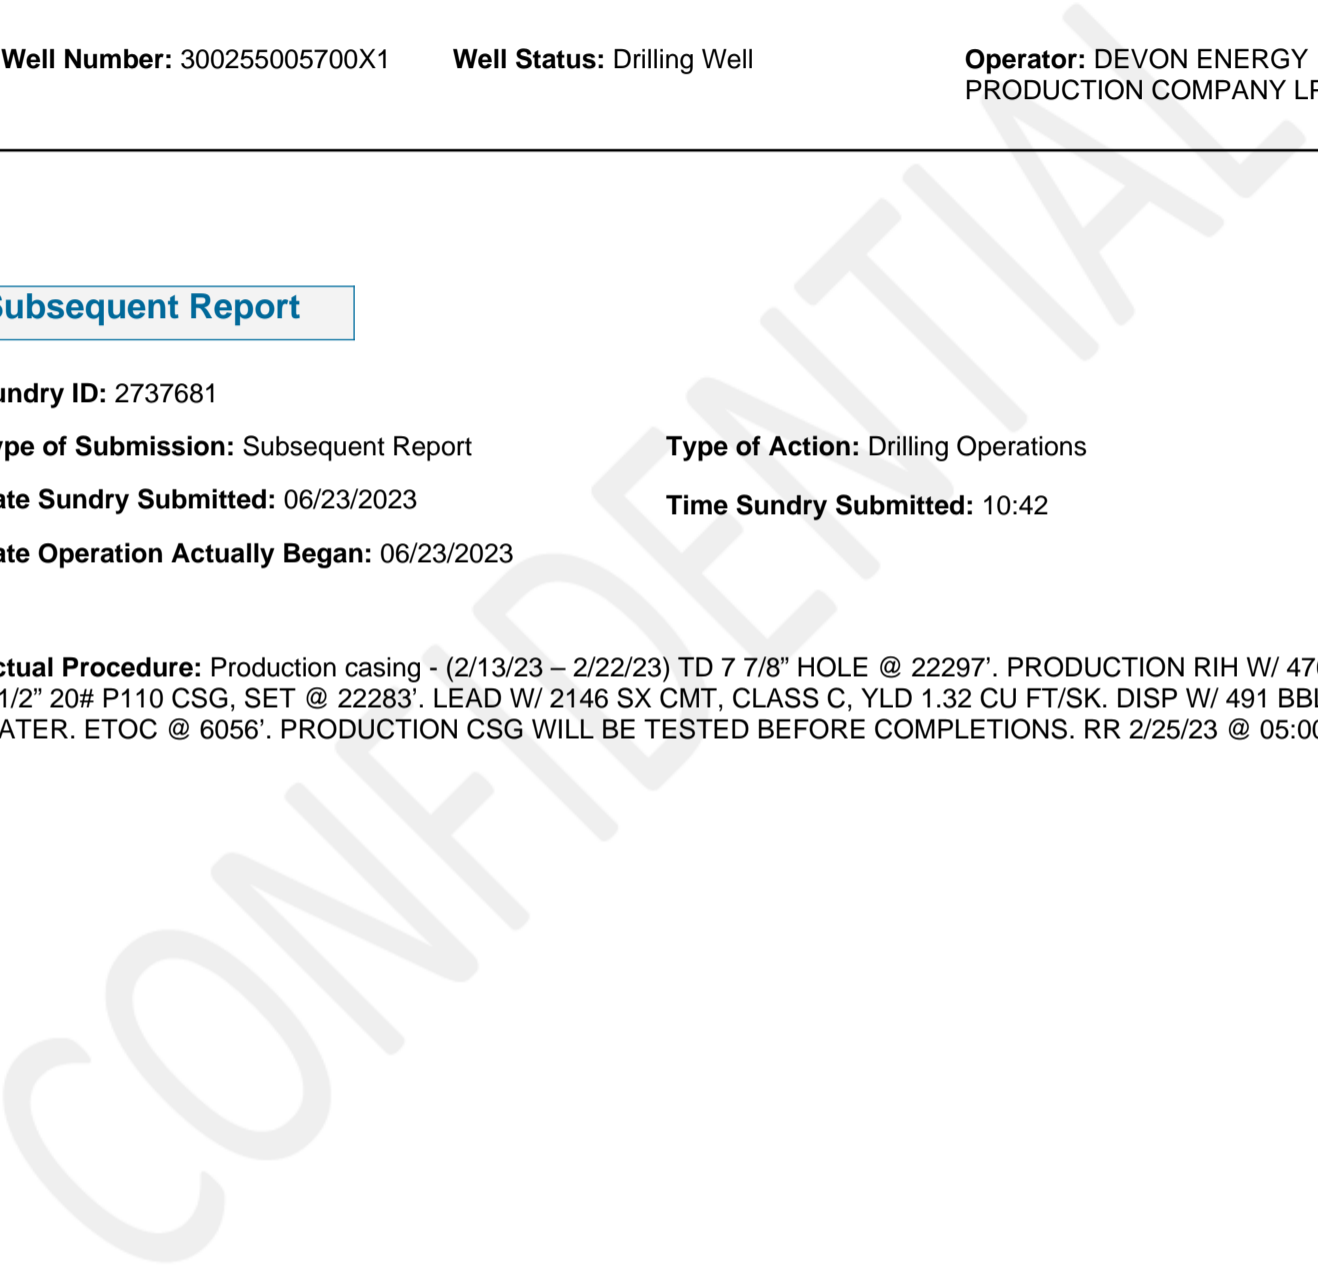 Well Number: 300255005700X1 Well Status: Drilling Well Operator: DEVON ENERGY
PRODUCTION COMPANY LP
Subsequent Report
undry ID: 2737681
ype of Submission: Subsequent Report Type of Action: Drilling Operations
ate Sundry Submitted: 06/23/2023 Time Sundry Submitted: 10:42
ate Operation Actually Began: 06/23/2023
ctual Procedure: Production casing - (2/13/23 – 2/22/23) TD 7 7/8” HOLE @ 22297’. PRODUCTION RIH W/
1/2” 20# P110 CSG, SET @ 22283’. LEAD W/ 2146 SX CMT, CLASS C, YLD 1.32 CU FT/SK. DISP W/ 491 BBL
ATER. ETOC @ 6056’. PRODUCTION CSG WILL BE TESTED BEFORE COMPLETIONS. RR 2/25/23 @ 05:00
CONFIDENTIAL